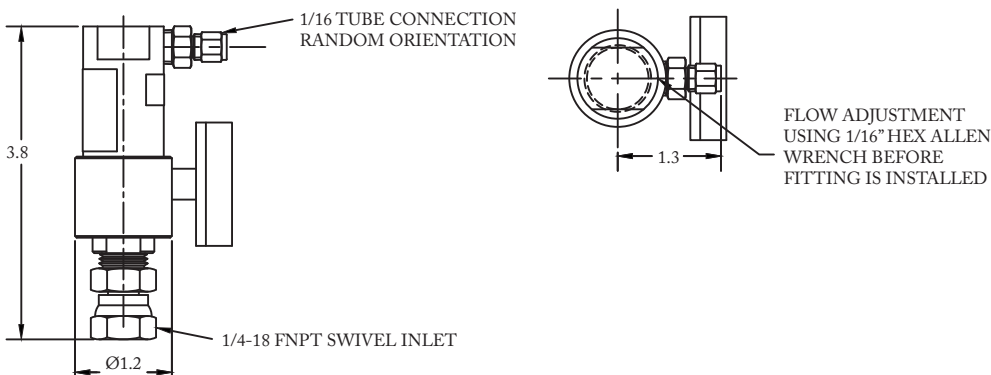 1/16 TUBE CONNECTION
RANDOM ORIENTATION
3.8
1/4-18 FNPT SWIVEL INLET
Ø1.2
1.3
FLOW ADJUSTMENT
USING 1/16” HEX ALLEN
WRENCH BEFORE
FITTING IS INSTALLED